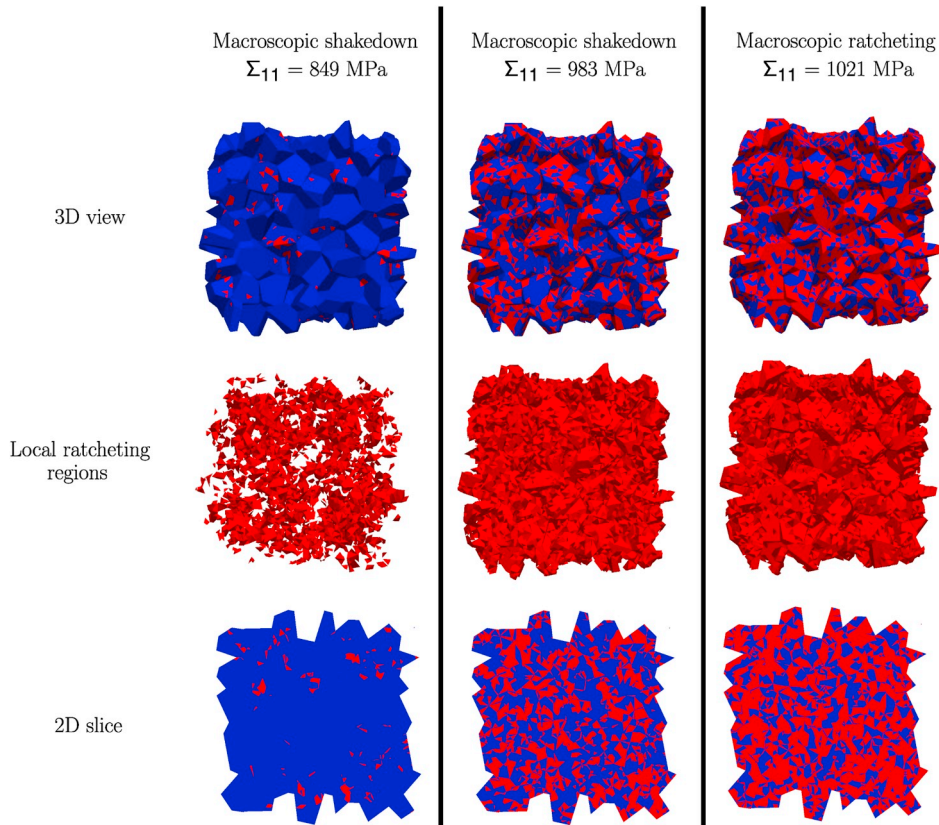 Macroscopic shakedown
Σ11 = 849 MPa
Macroscopic shakedown
Σ11 = 983 MPa
Macroscopic ratcheting
Σ11 = 1021 MPa
3D view
Local ratcheting
regions
2D slice